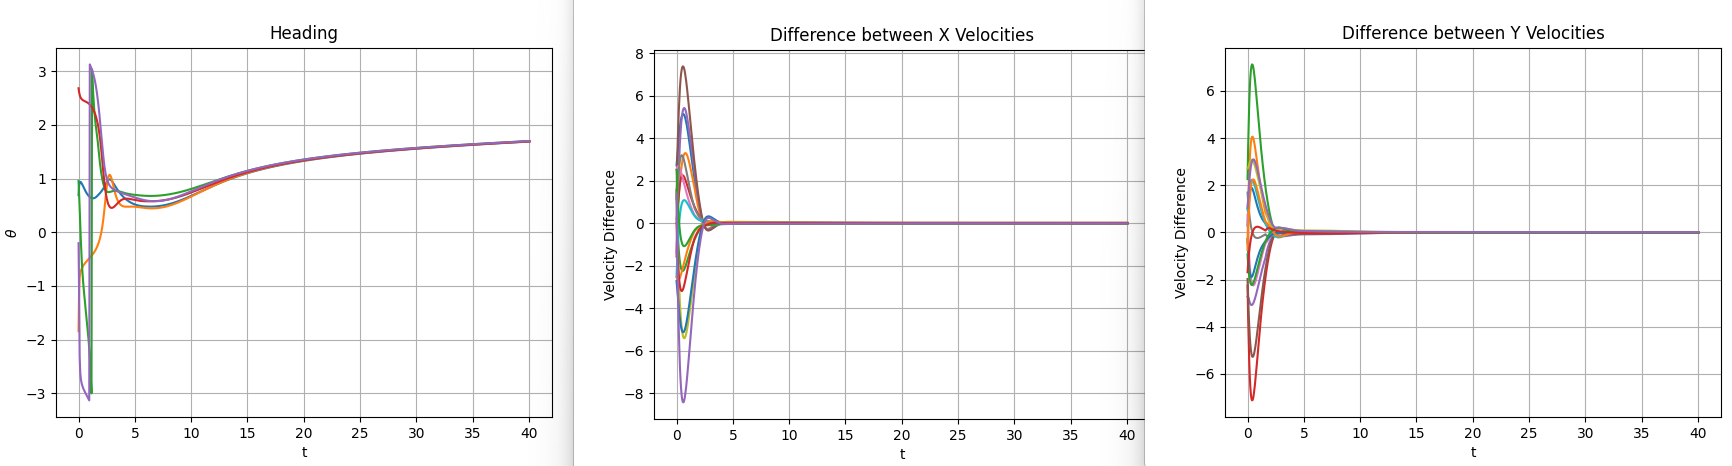 Heading
3
2
1
0
−1
−2
−3
θ
0 5 10 15 20 25 30 35 40
t
Difference between X Velocities
8
6
4
2
0
−2
−4
−6
−8
Velocity Difference
0 5 10 15 20 25 30 35 40
t
Difference between Y Velocities
6
4
2
0
−2
−4
−6
Velocity Difference
0 5 10 15 20 25 30 35 40
t